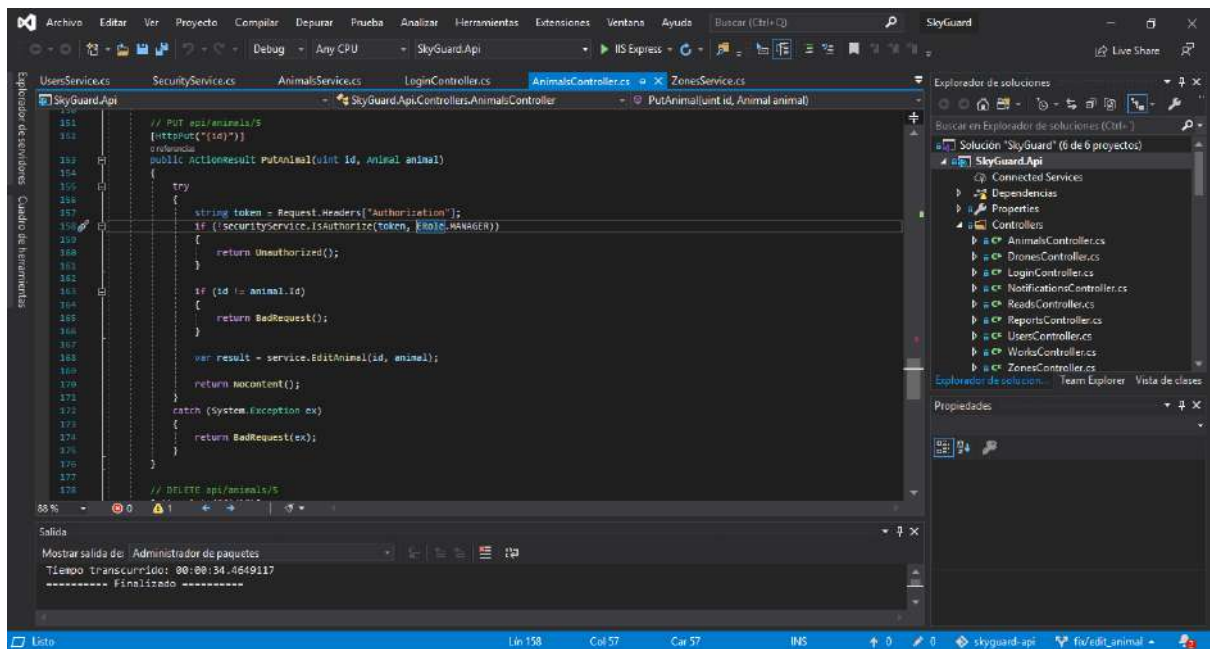 Archivo Editar Ver Proyecto Compilar Depurar Prueba Analizar Herramientas Extensiones Ventana Ayuda Buscar (Ctrl+Q) SkyGuard
Debug Any CPU SkyGuard.Api IIS Express Live Share
Explorador de servidores
Cuadro de herramientas
UsersService.cs SecurityService.cs AnimalsService.cs LoginController.cs AnimalsController.cs ZonesService.cs
SkyGuard.Api SkyGuard.Api.Controllers.AnimalsController PutAnimal(uint id, Animal animal)
151 // PUT api/animals/5
152 [HttpPut("{id}")]
0 referencias
153 public ActionResult PutAnimal(uint id, Animal animal)
154 {
155 try
156 {
157 string token = Request.Headers["Authorization"];
158 if (!securityService.IsAuthorize(token, ERole.MANAGER))
159 {
160 return Unauthorized();
161 }
162
163 if (id != animal.Id)
164 {
165 return BadRequest();
166 }
167
168 var result = service.EditAnimal(id, animal);
169
170 return NoContent();
171 }
172 catch (System.Exception ex)
173 {
174 return BadRequest(ex);
175 }
176 }
177
178 // DELETE api/animals/5
88 % 0 1
Salida
Mostrar salida de: Administrador de paquetes
Tiempo transcurrido: 00:00:34.4649117
========== Finalizado ==========
Explorador de soluciones
Buscar en Explorador de soluciones (Ctrl+ )
Solución "SkyGuard" (6 de 6 proyectos)
SkyGuard.Api
Connected Services
Dependencias
Properties
Controllers
AnimalsController.cs
DronesController.cs
LoginController.cs
NotificationsController.cs
ReadsController.cs
ReportsController.cs
UsersController.cs
WorksController.cs
ZonesController.cs
Explorador de solucion... Team Explorer Vista de clases
Propiedades
Listo Lín 158 Col 57 Car 57 INS 0 0 skyguard-api fix/edit_animal 2